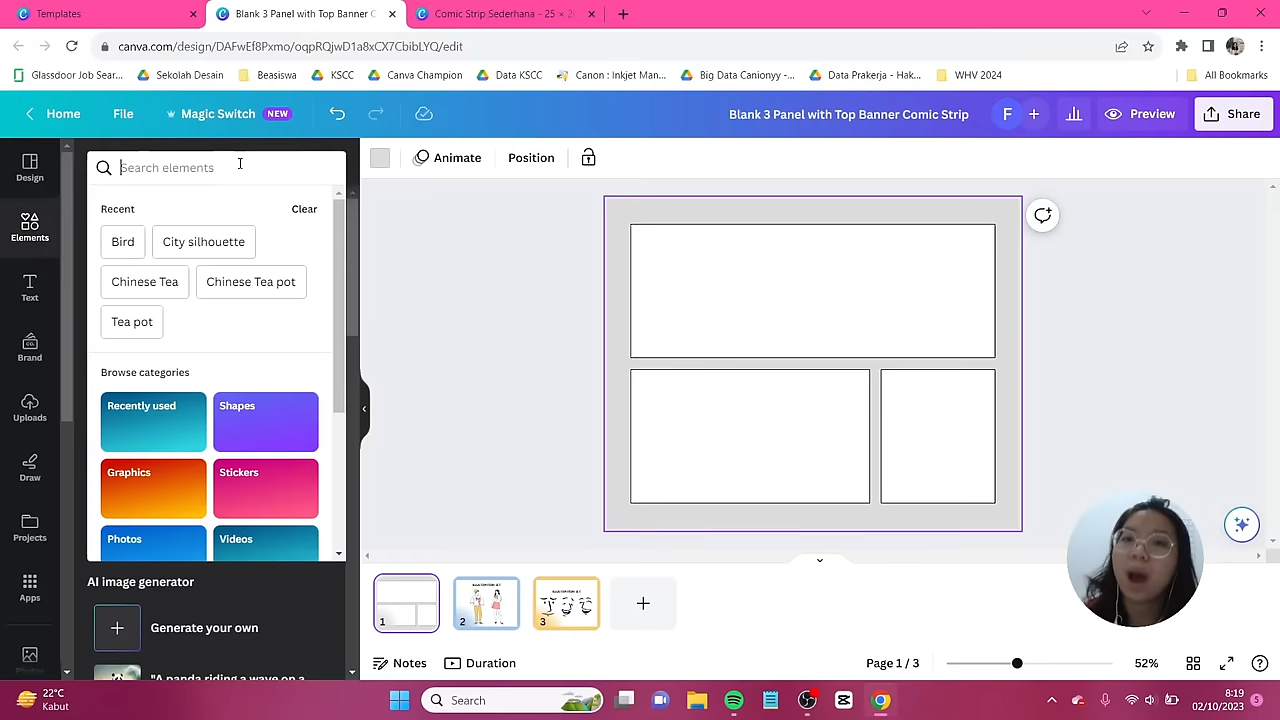 Templates
Blank 3 Panel with Top Banner C
Comic Strip Sederhana - 25 × 2
canva.com/design/DAFwEf8Pxmo/oqpRQjwD1a8xCX7CbibLYQ/edit
Glassdoor Job Sear...
Sekolah Desain
Beasiswa
KSCC
Canva Champion
Data KSCC
Canon : Inkjet Man...
Big Data Canionyy -...
Data Prakerja - Hak...
WHV 2024
All Bookmarks
Home
File
Magic Switch NEW
Blank 3 Panel with Top Banner Comic Strip
F
Preview
Share
Design
Elements
Text
Brand
Uploads
Draw
Projects
Apps
Search elements
Recent
Clear
Bird
City silhouette
Chinese Tea
Chinese Tea pot
Tea pot
Browse categories
Recently used
Shapes
Graphics
Stickers
Photos
Videos
AI image generator
Generate your own
"A panda riding a wave on a
Animate
Position
1
2
3
Notes
Duration
Page 1 / 3
52%
22°C
Kabut
Search
8:19
02/10/2023
5